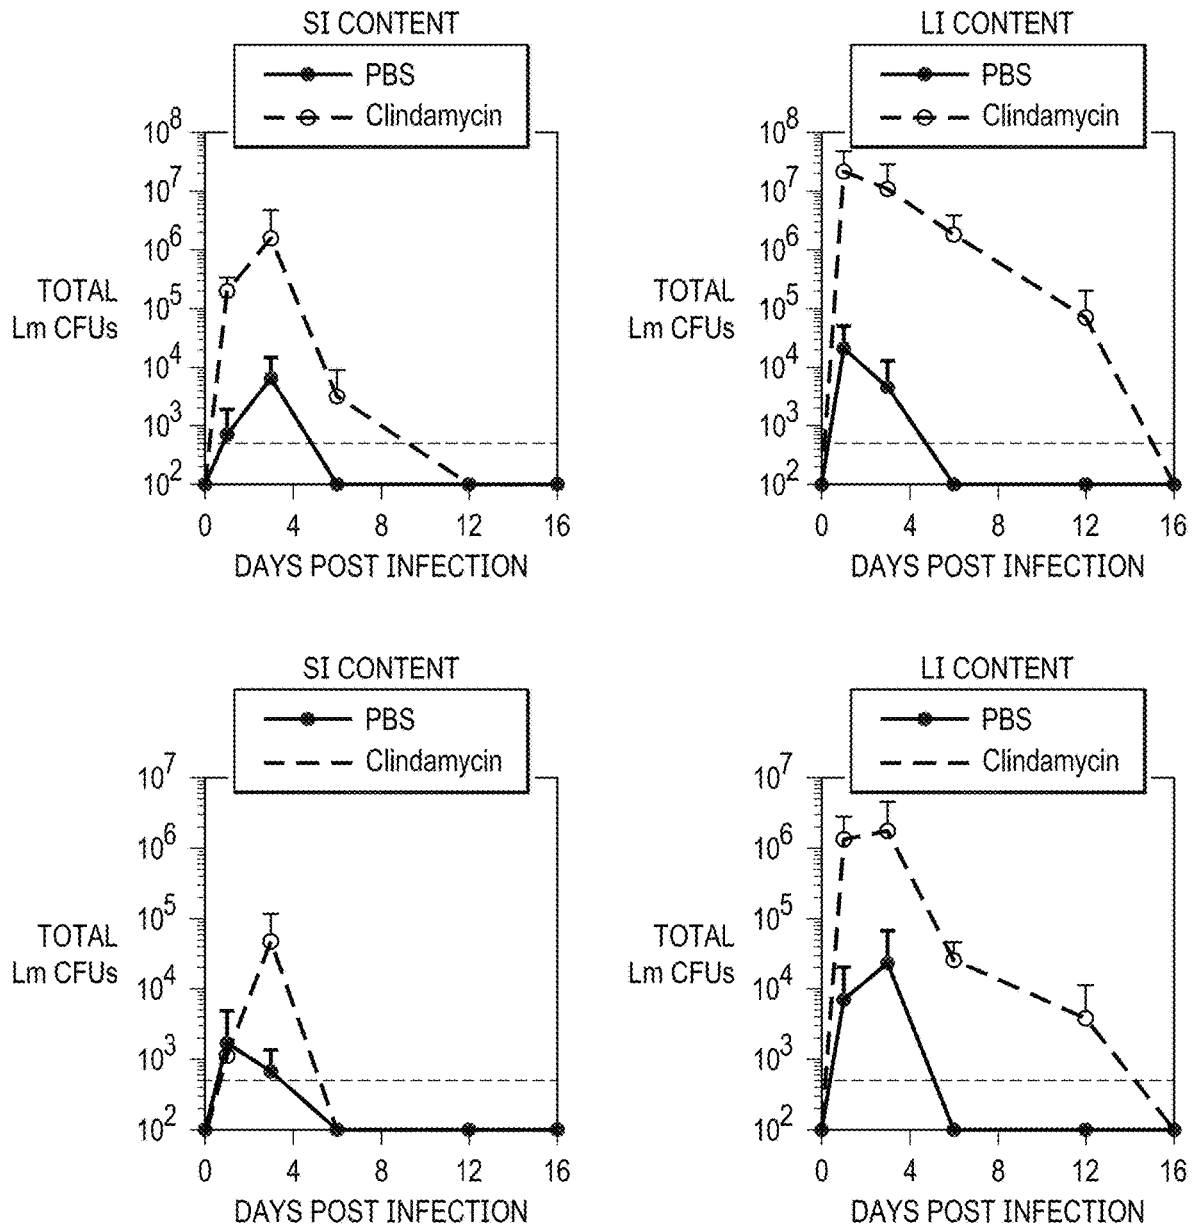 SI CONTENT
PBS
Clindamycin
10^8
10^7
10^6
10^5
10^4
10^3
10^2
TOTAL
Lm CFUs
0 4 8 12 16
DAYS POST INFECTION
LI CONTENT
PBS
Clindamycin
10^8
10^7
10^6
10^5
10^4
10^3
10^2
TOTAL
Lm CFUs
0 4 8 12 16
DAYS POST INFECTION
SI CONTENT
PBS
Clindamycin
10^7
10^6
10^5
10^4
10^3
10^2
TOTAL
Lm CFUs
0 4 8 12 16
DAYS POST INFECTION
LI CONTENT
PBS
Clindamycin
10^7
10^6
10^5
10^4
10^3
10^2
TOTAL
Lm CFUs
0 4 8 12 16
DAYS POST INFECTION